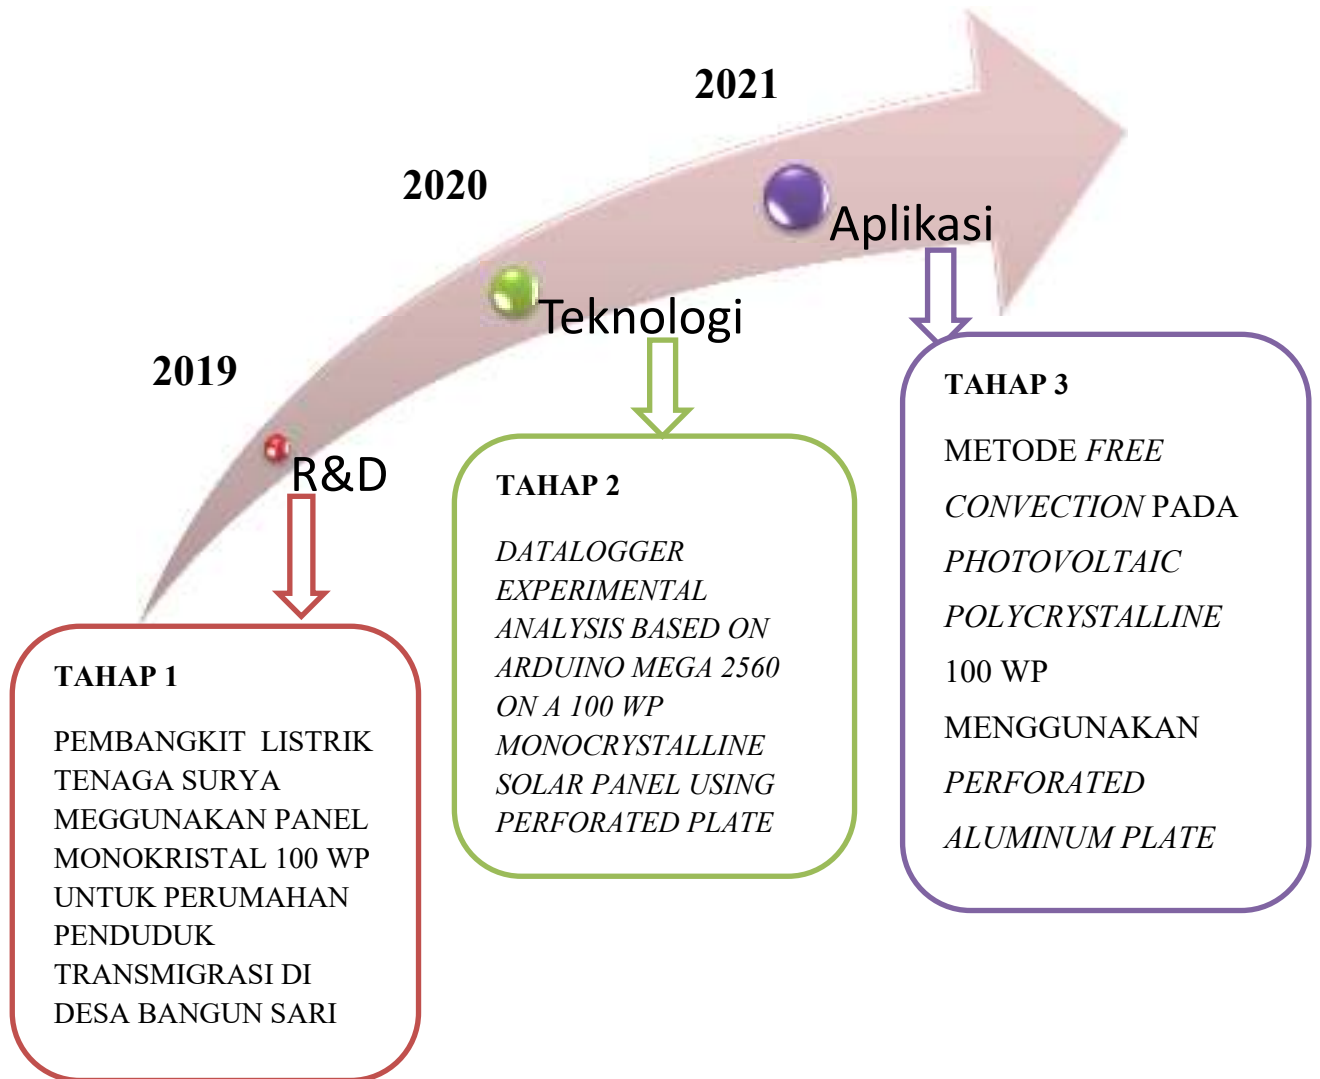 2019
R&D
TAHAP 1
PEMBANGKIT LISTRIK
TENAGA SURYA
MEGGUNAKAN PANEL
MONOKRISTAL 100 WP
UNTUK PERUMAHAN
PENDUDUK
TRANSMIGRASI DI
DESA BANGUN SARI
2020
Teknologi
TAHAP 2
DATALOGGER
EXPERIMENTAL
ANALYSIS BASED ON
ARDUINO MEGA 2560
ON A 100 WP
MONOCRYSTALLINE
SOLAR PANEL USING
PERFORATED PLATE
2021
Aplikasi
TAHAP 3
METODE FREE
CONVECTION PADA
PHOTOVOLTAIC
POLYCRYSTALLINE
100 WP
MENGGUNAKAN
PERFORATED
ALUMINUM PLATE